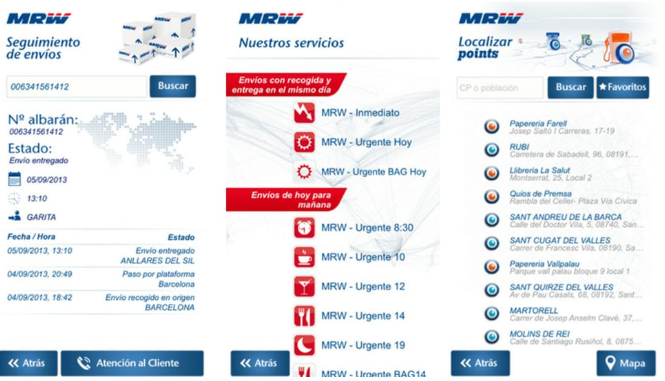 MRW
Seguimiento
de envíos
006341561412
Buscar
Nº albarán:
006341561412
Estado:
Envío entregado
05/09/2013
13:10
GARITA
Fecha / Hora Estado
05/09/2013, 13:10 Envío entregado
ANLLARES DEL SIL
04/09/2013, 20:49 Paso por plataforma
Barcelona
04/09/2013, 18:42 Envío recogido en origen
BARCELONA
Atrás
Atención al Cliente
MRW
Nuestros servicios
Envíos con recogida y
entrega en el mismo día
MRW - Inmediato
MRW - Urgente Hoy
MRW - Urgente BAG Hoy
Envíos de hoy para
mañana
MRW - Urgente 8:30
MRW - Urgente 10
MRW - Urgente 12
MRW - Urgente 14
MRW - Urgente 19
MRW - Urgente BAG14
Atrás
MRW
Localizar
points
CP o población
Buscar
Favoritos
Papereria Farell
Josep Saltó I Carreras, 17-19
RUBI
Carretera de Sabadell, 96, 08191,...
Llibreria La Salut
Montserrat, 25, Local 2
Quios de Premsa
Rambla del Celler- Plaza Vía Cívica
SANT ANDREU DE LA BARCA
Calle del Doctor Vila, 5, 08740, San...
SANT CUGAT DEL VALLES
Carrer de Francesc Vila, 08190, Sa...
Papereria Vallpalau
Parque vall palau bloque 9 local 1
SANT QUIRZE DEL VALLES
Av de Pau Casals, 68, 08192, Sant...
MARTORELL
Carrer de Josep Anselm Clavé, 37,...
MOLINS DE REI
Calle de Santiago Rusiñol, 8, 0875...
Atrás
Mapa